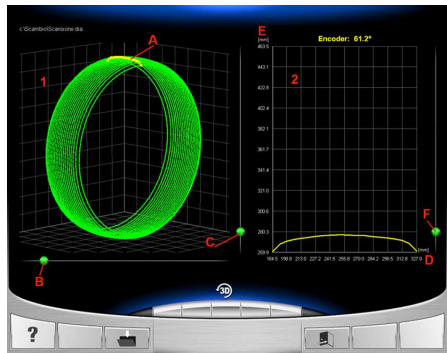 c:\Scambio\Scansione.dia
E
A
[mm]
Encoder: 61.2°
463.5
443.1
1
2
422.8
402.4
382.1
361.7
341.4
321.0
300.6
F
280.3
C
[mm]
259.9
D
184.5 198.8 213.0 227.2 241.5 255.8 270.0 284.2 298.5 312.8 327.0
B
3D
?